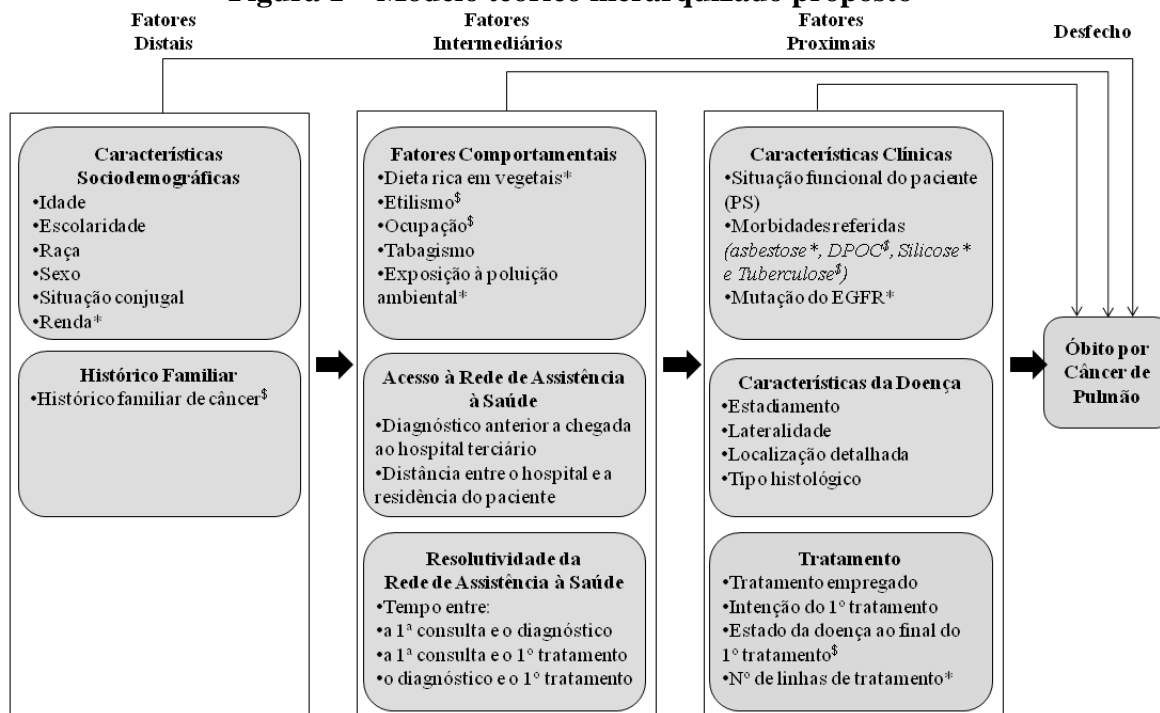 Figura 1 – Modelo teórico hierarquizado proposto
Fatores
Distais
Fatores
Intermediários
Fatores
Proximais
Desfecho
Características
Sociodemográficas
•Idade
•Escolaridade
•Raça
•Sexo
•Situação conjugal
•Renda*
Histórico Familiar
•Histórico familiar de câncer$
Fatores Comportamentais
•Dieta rica em vegetais*
•Etilismo$
•Ocupação$
•Tabagismo
•Exposição à poluição
ambiental*
Acesso à Rede de Assistência
à Saúde
•Diagnóstico anterior a chegada
ao hospital terciário
•Distância entre o hospital e a
residência do paciente
Resolutividade da
Rede de Assistência à Saúde
•Tempo entre:
•a 1ª consulta e o diagnóstico
•a 1ª consulta e o 1º tratamento
•o diagnóstico e o 1º tratamento
Características Clínicas
•Situação funcional do paciente
(PS)
•Morbidades referidas
(asbestose*, DPOC$, Silicose*
e Tuberculose$)
•Mutação do EGFR*
Características da Doença
•Estadiamento
•Lateralidade
•Localização detalhada
•Tipo histológico
Tratamento
•Tratamento empregado
•Intenção do 1º tratamento
•Estado da doença ao final do
1º tratamento$
•Nº de linhas de tratamento*
Óbito por
Câncer de
Pulmão